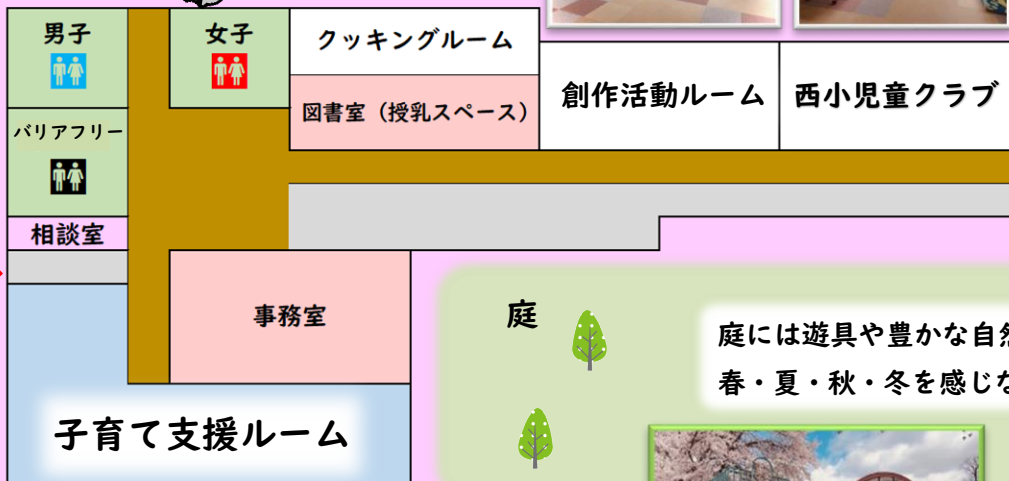 男子
女子
クッキングルーム
図書室（授乳スペース）
創作活動ルーム
西小児童クラブ
バリアフリー
相談室
事務室
庭
庭には遊具や豊かな自然
春・夏・秋・冬を感じな
子育て支援ルーム